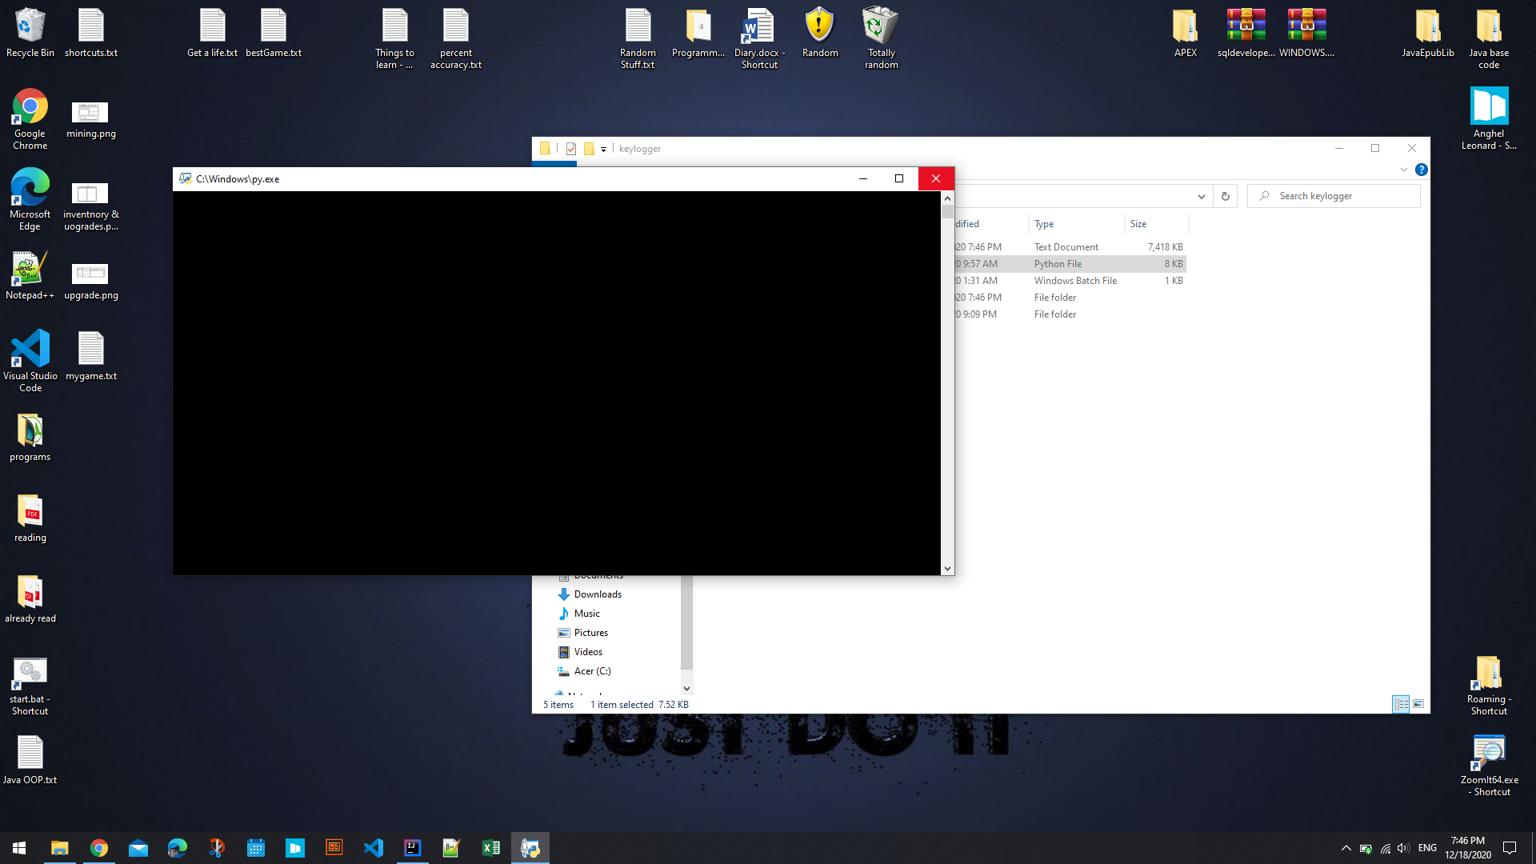 Recycle Bin
shortcuts.txt
Get a life.txt
bestGame.txt
Things to
learn - ...
percent
accuracy.txt
Random
Stuff.txt
Programm...
Diary.docx -
Shortcut
Random
Totally
random
APEX
sqldevelope...
WINDOWS....
JavaEpubLib
Java base
code
Google
Chrome
mining.png
Anghel
Leonard - S...
Microsoft
Edge
inventnory &
uogrades.p...
Notepad++
upgrade.png
Visual Studio
Code
mygame.txt
programs
reading
already read
start.bat -
Shortcut
Java OOP.txt
keylogger
C:\Windows\py.exe
Search keylogger
dified
Type
Size
020 7:46 PM
Text Document
7,418 KB
20 9:57 AM
Python File
8 KB
20 1:31 AM
Windows Batch File
1 KB
020 7:46 PM
File folder
20 9:09 PM
File folder
Documents
Downloads
Music
Pictures
Videos
Acer (C:)
5 items
1 item selected 7.52 KB
JUST DO IT
Roaming -
Shortcut
ZoomIt64.exe
- Shortcut
ENG
7:46 PM
12/18/2020